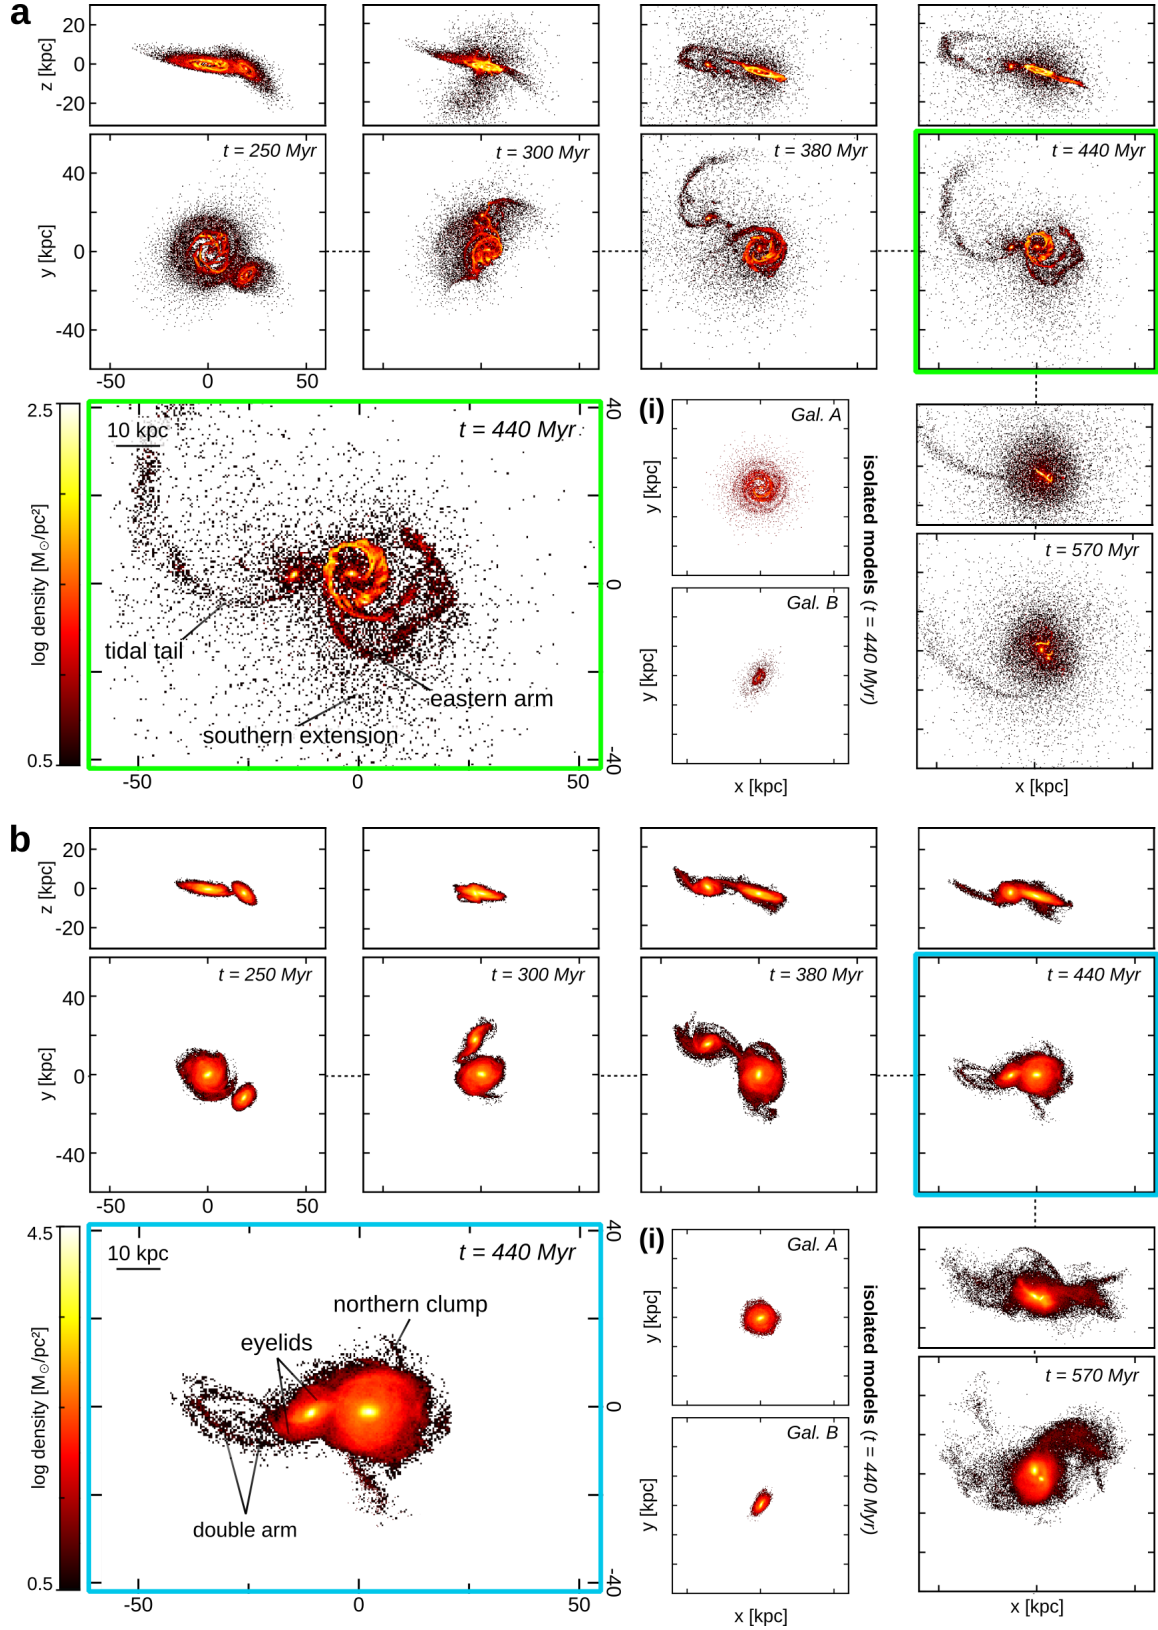 a
z [kpc]
20
0
-20
t = 250 Myr
t = 300 Myr
t = 380 Myr
t = 440 Myr
y [kpc]
40
0
-40
-50
0
50
2.5
log density [M☉/pc²]
0.5
10 kpc
t = 440 Myr
tidal tail
eastern arm
southern extension
40
0
-40
-50
0
50
(i)
Gal. A
y [kpc]
Gal. B
y [kpc]
x [kpc]
isolated models (t = 440 Myr)
t = 570 Myr
x [kpc]
b
z [kpc]
20
0
-20
t = 250 Myr
t = 300 Myr
t = 380 Myr
t = 440 Myr
y [kpc]
40
0
-40
-50
0
50
4.5
log density [M☉/pc²]
0.5
10 kpc
t = 440 Myr
northern clump
eyelids
double arm
40
0
-40
-50
0
50
(i)
Gal. A
y [kpc]
Gal. B
y [kpc]
x [kpc]
isolated models (t = 440 Myr)
t = 570 Myr
x [kpc]